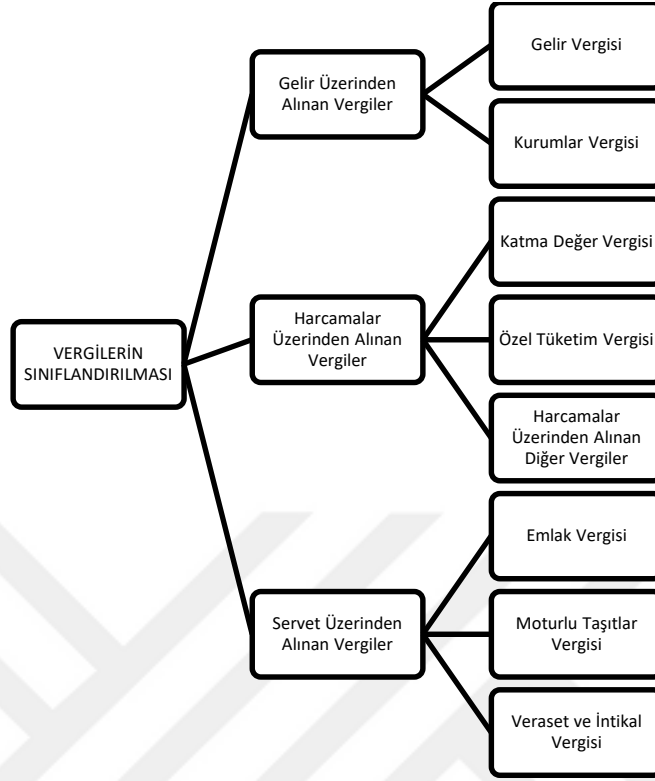 VERGİLERİN
SINIFLANDIRILMASI
Gelir Üzerinden
Alınan Vergiler
Gelir Vergisi
Kurumlar Vergisi
Harcamalar
Üzerinden Alınan
Vergiler
Katma Değer Vergisi
Özel Tüketim Vergisi
Harcamalar
Üzerinden Alınan
Diğer Vergiler
Servet Üzerinden
Alınan Vergiler
Emlak Vergisi
Moturlu Taşıtlar
Vergisi
Veraset ve İntikal
Vergisi